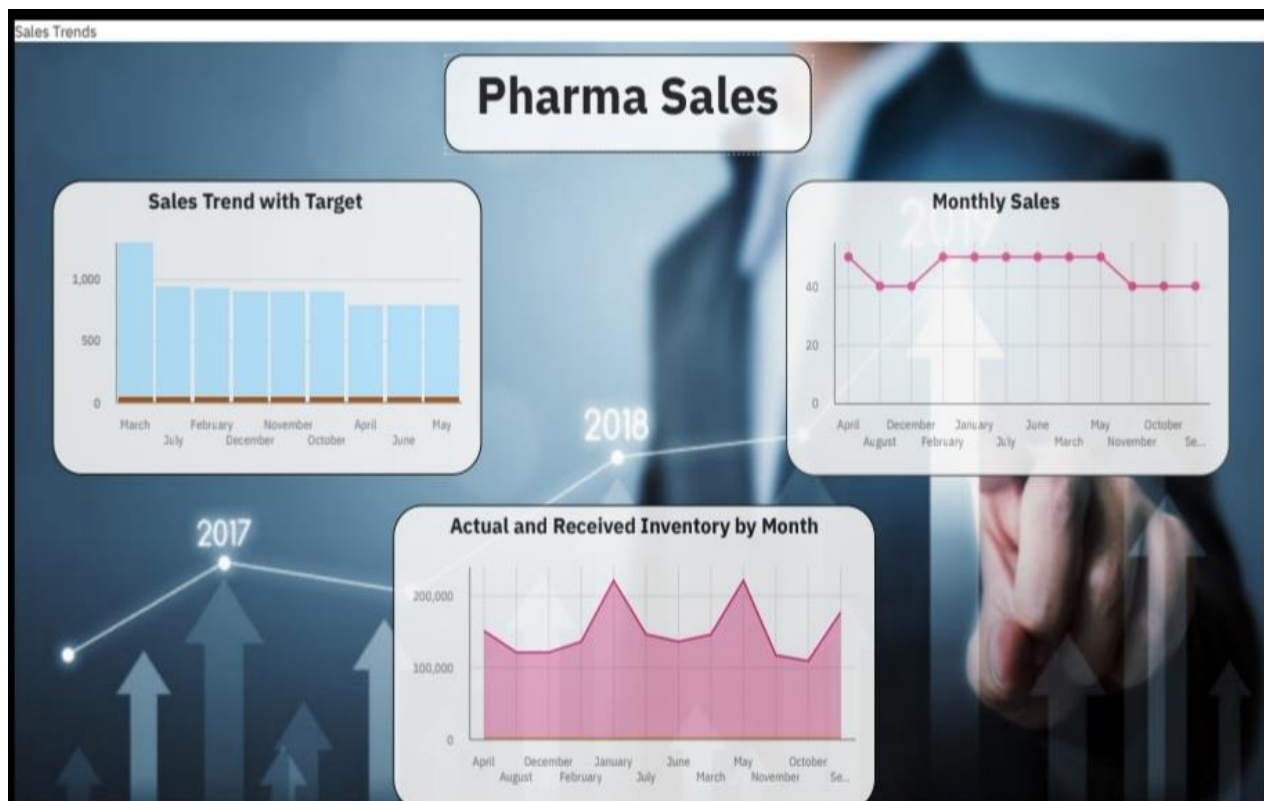 Sales Trends
Pharma Sales
Sales Trend with Target
1,000
500
0
March
July
February
December
November
October
April
June
May
Monthly Sales
2019
40
20
0
April
August
December
February
January
July
June
March
May
November
October
Se...
2018
2017
Actual and Received Inventory by Month
200,000
100,000
0
April
August
December
February
January
July
June
March
May
November
October
Se...